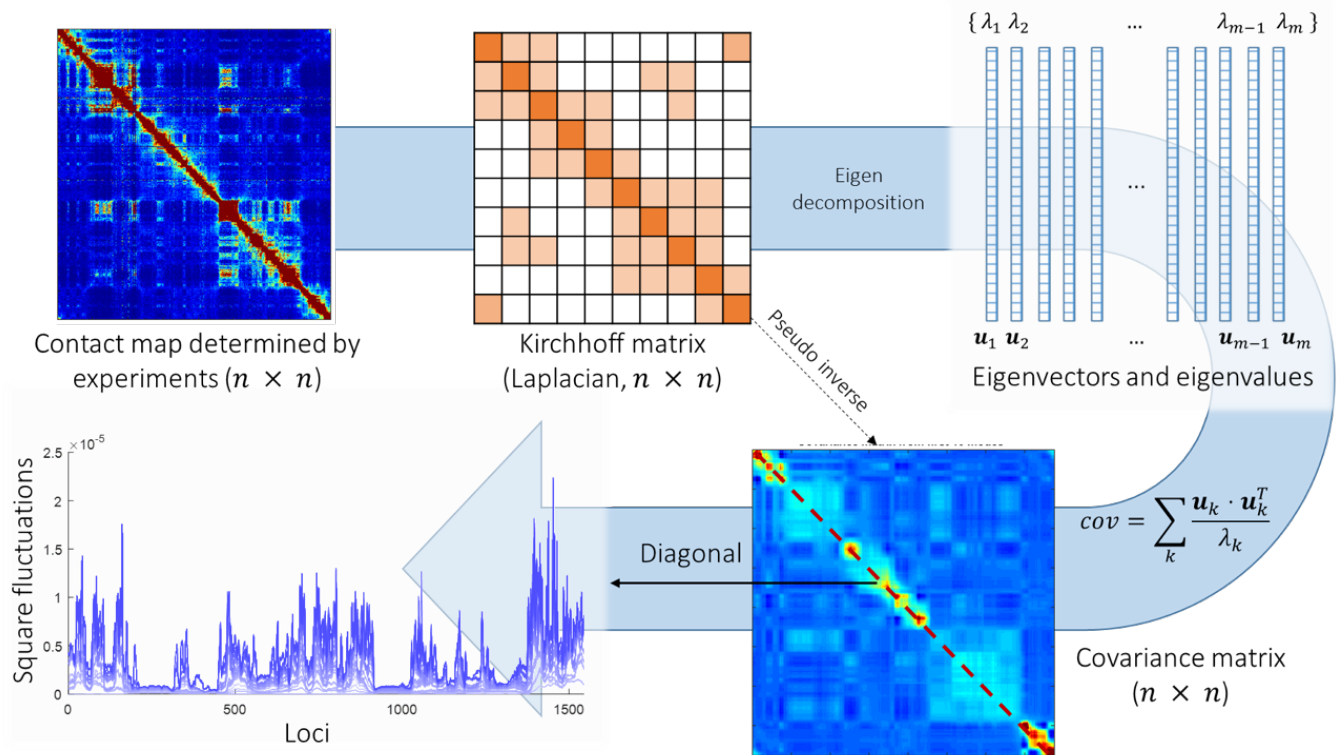 { λ₁ λ₂ ... λₘ₋₁ λₘ }
Eigen
decomposition
...
u₁ u₂ ... uₘ₋₁ uₘ
Eigenvectors and eigenvalues
Contact map determined by
experiments (n × n)
Kirchhoff matrix
(Laplacian, n × n)
Pseudo inverse
cov = ∑ₖ uₖ · uₖᵀ / λₖ
Covariance matrix
(n × n)
Diagonal
×10⁻⁵
2.5
2
1.5
1
0.5
0
Square fluctuations
0 500 1000 1500
Loci